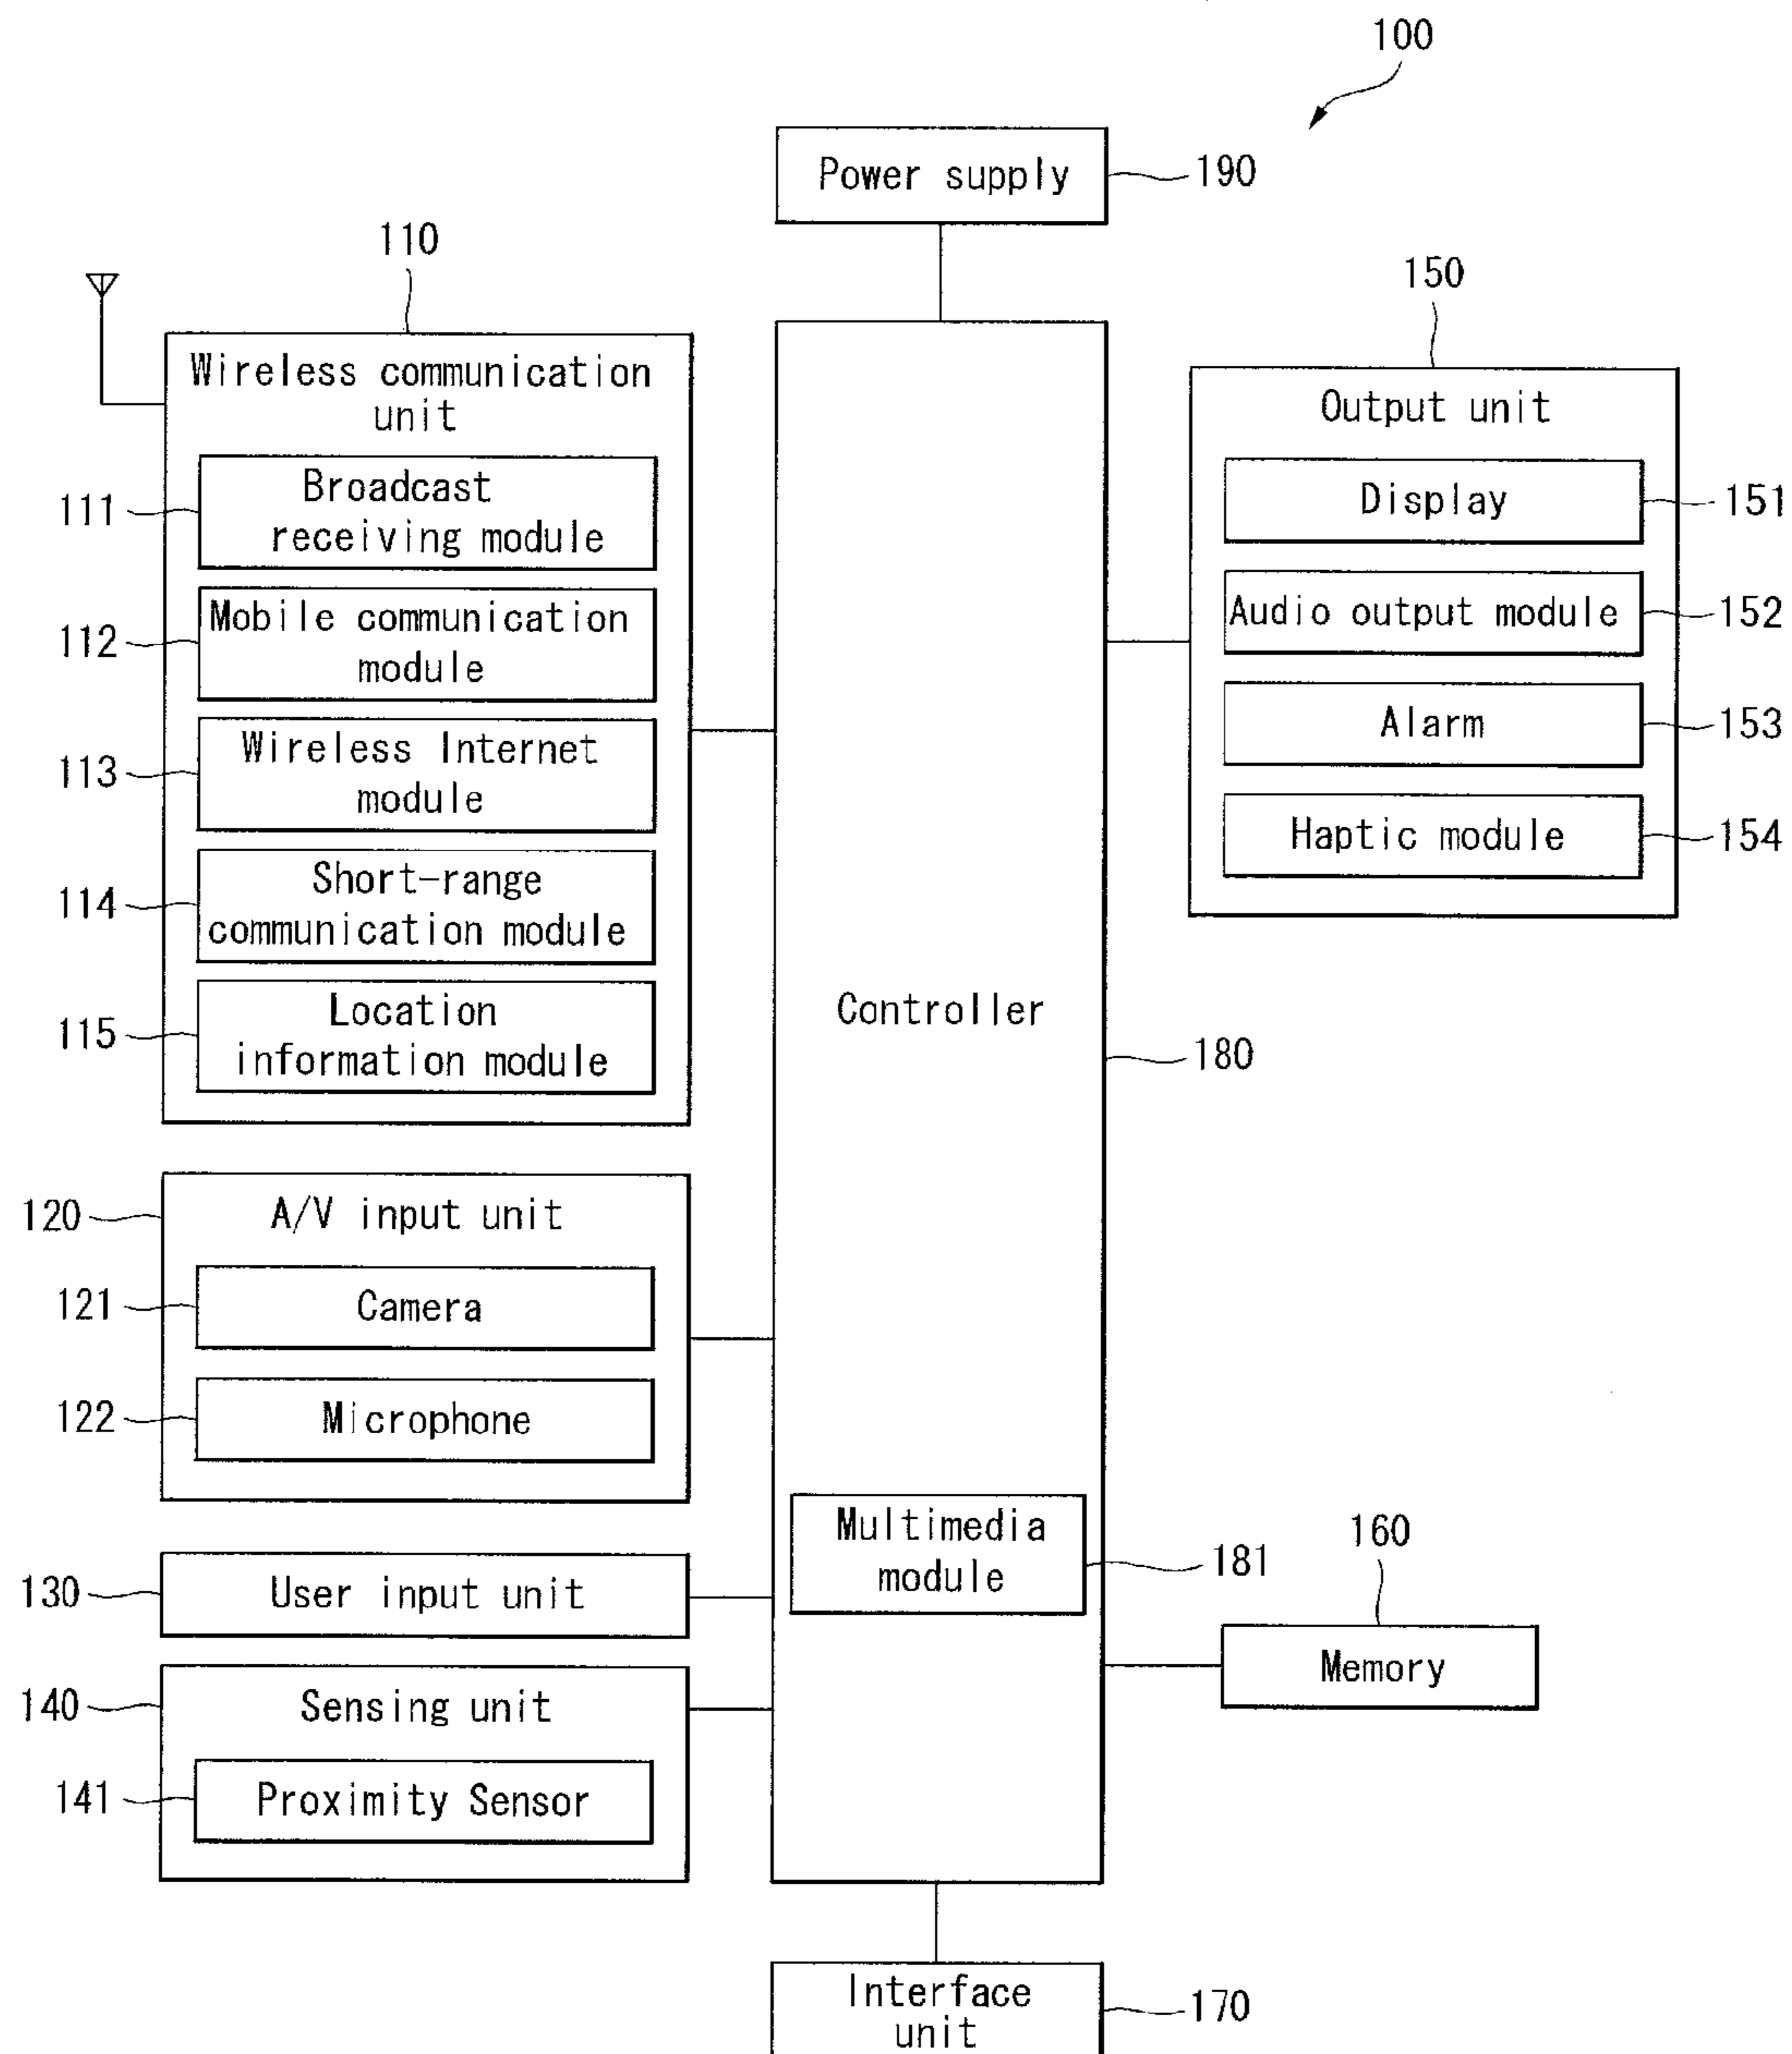 100
Power supply
190
110
Wireless communication
unit
111
Broadcast
receiving module
112
Mobile communication
module
113
Wireless Internet
module
114
Short-range
communication module
115
Location
information module
150
Output unit
Display
151
Audio output module
152
Alarm
153
Haptic module
154
Controller
180
120
A/V input unit
121
Camera
122
Microphone
Multimedia
module
181
130
User input unit
160
Memory
140
Sensing unit
141
Proximity Sensor
Interface
unit
170